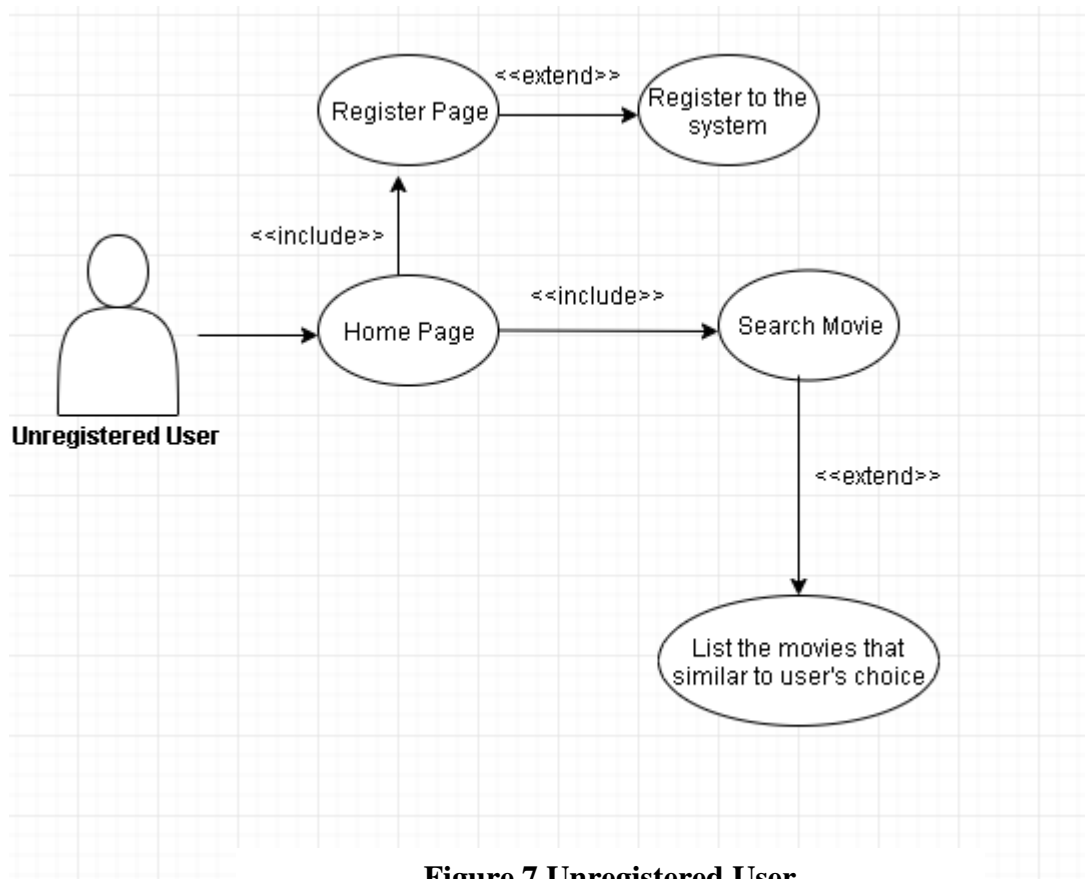 <<extend>>
Register Page
Register to the
system
<<include>>
<<include>>
Home Page
Search Movie
Unregistered User
<<extend>>
List the movies that
similar to user's choice
Figure 7 Unregistered User